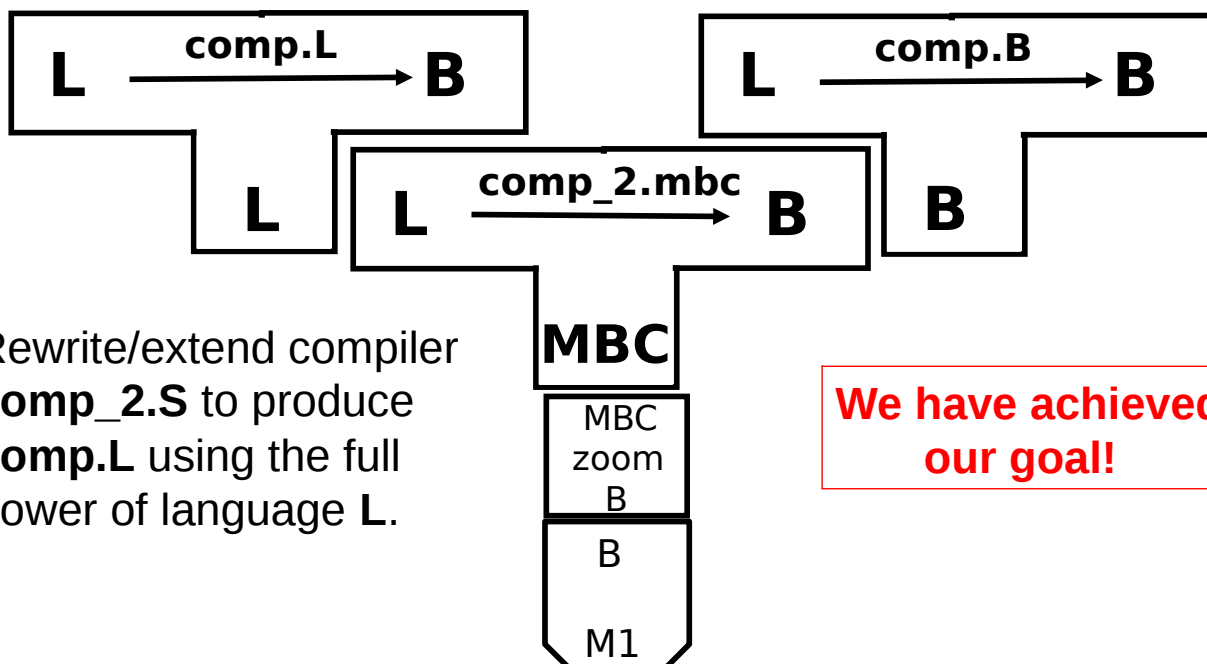 comp.L
L B
L
comp.B
L B
B
comp_2.mbc
L B
MBC
MBC
zoom
B
B
M1
Rewrite/extend compiler
omp_2.S to produce
omp.L using the full
ower of language L.
We have achieved
our goal!